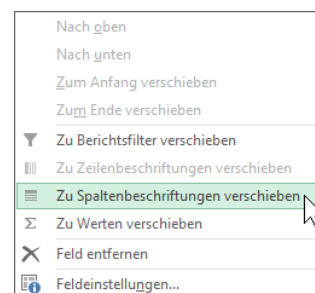 Nach oben
Nach unten
Zum Anfang verschieben
Zum Ende verschieben
Zu Berichtsfilter verschieben
Zu Zeilenbeschriftungen verschieben
Zu Spaltenbeschriftungen verschieben
Σ Zu Werten verschieben
Feld entfernen
Feldeinstellungen...